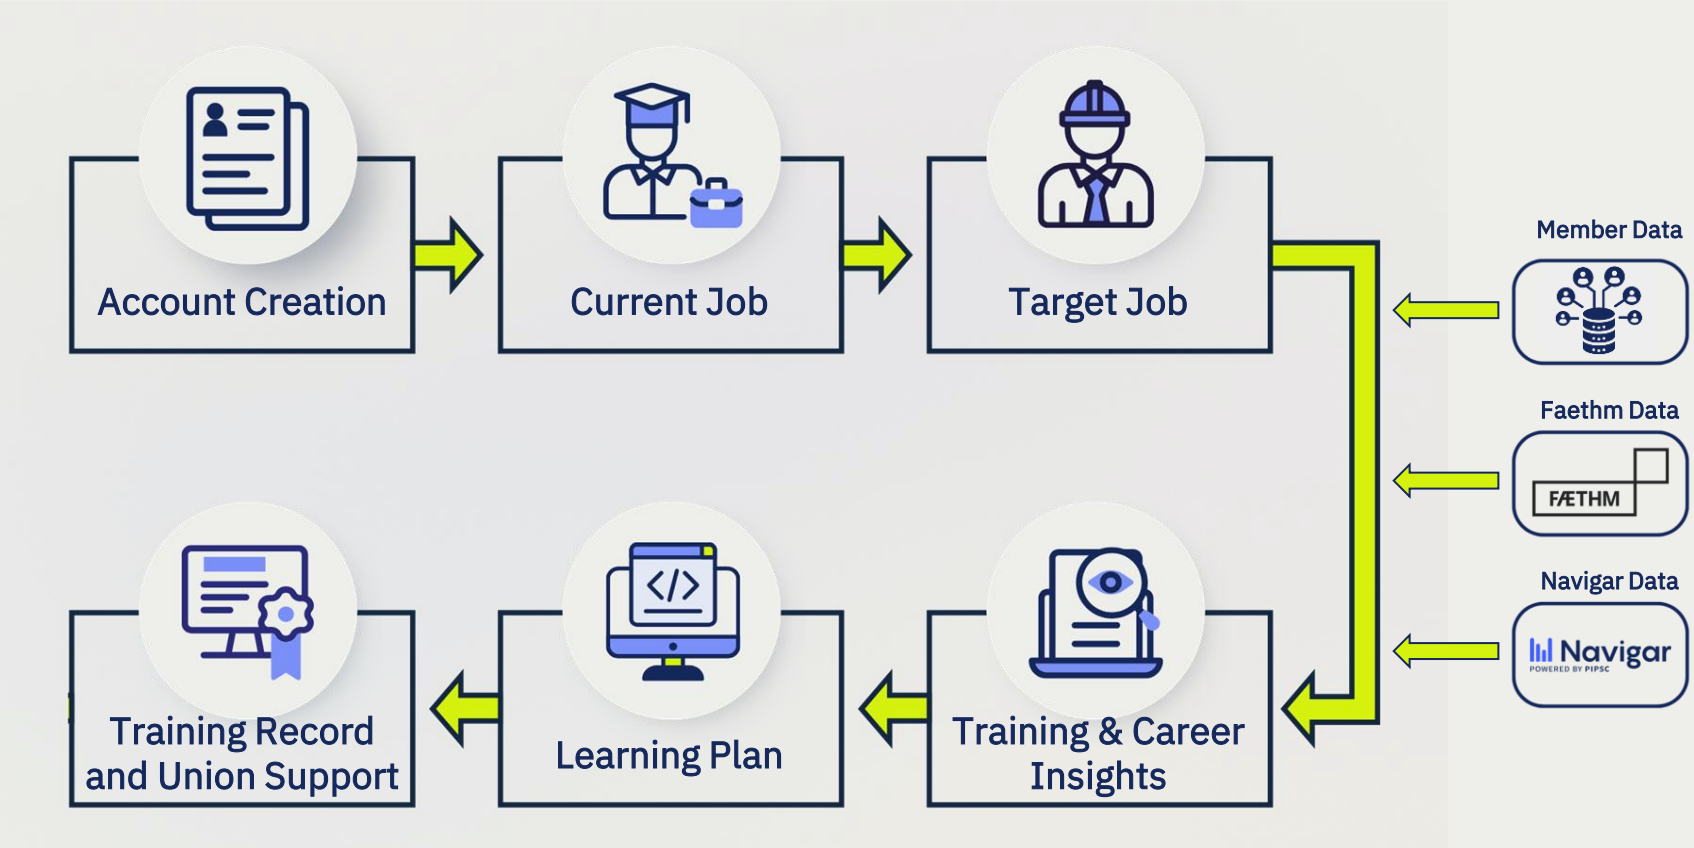 Account Creation
Current Job
Target Job
Member Data
Faethm Data
FÆTHM
Navigar Data
Navigar
POWERED BY PIPSC
Training & Career
Insights
</>
Learning Plan
Training Record
and Union Support